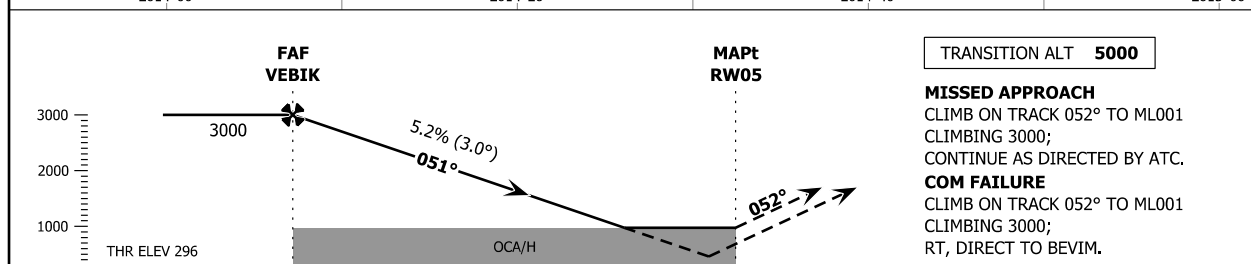 FAF
VEBIK
MAPt
RW05
3000
2000
1000
3000
5.2% (3.0°)
051°
052°
THR ELEV 296
OCA/H
TRANSITION ALT 5000
MISSED APPROACH
CLIMB ON TRACK 052° TO ML001
CLIMBING 3000;
CONTINUE AS DIRECTED BY ATC.
COM FAILURE
CLIMB ON TRACK 052° TO ML001
CLIMBING 3000;
RT, DIRECT TO BEVIM.